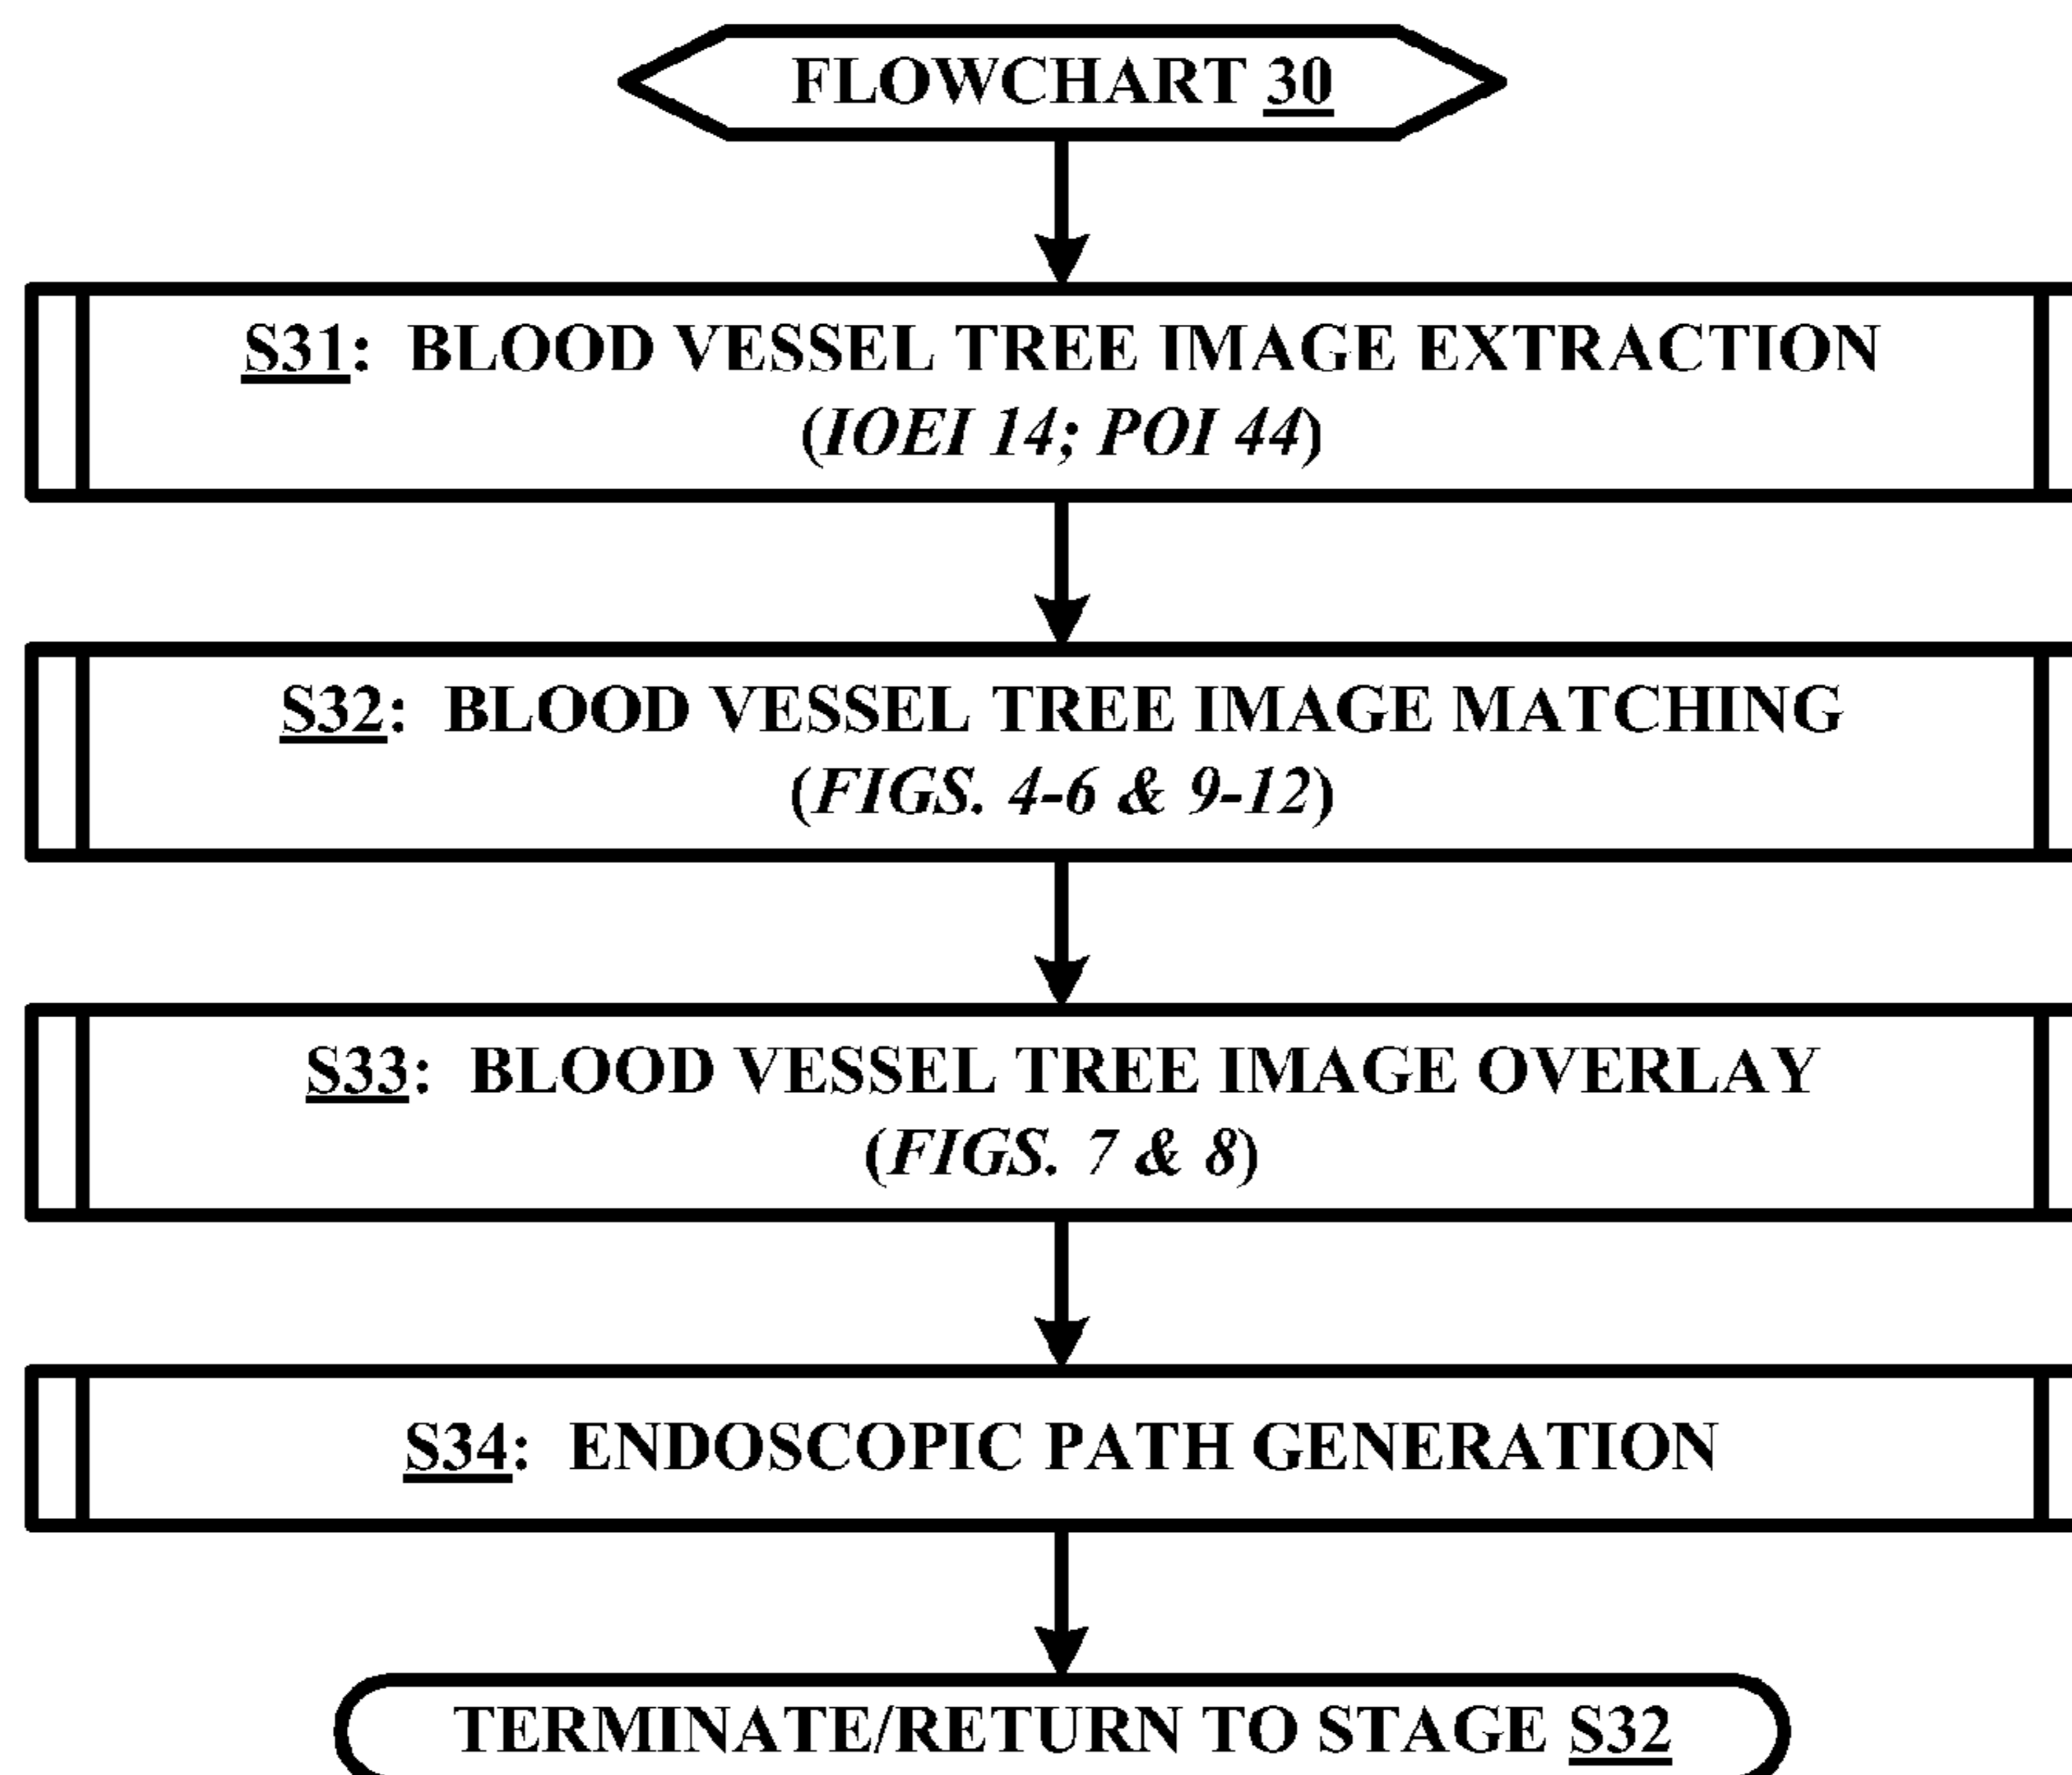 FLOWCHART 30
S31: BLOOD VESSEL TREE IMAGE EXTRACTION
(IOEI 14; POI 44)
S32: BLOOD VESSEL TREE IMAGE MATCHING
(FIGS. 4-6 & 9-12)
S33: BLOOD VESSEL TREE IMAGE OVERLAY
(FIGS. 7 & 8)
S34: ENDOSCOPIC PATH GENERATION
TERMINATE/RETURN TO STAGE S32